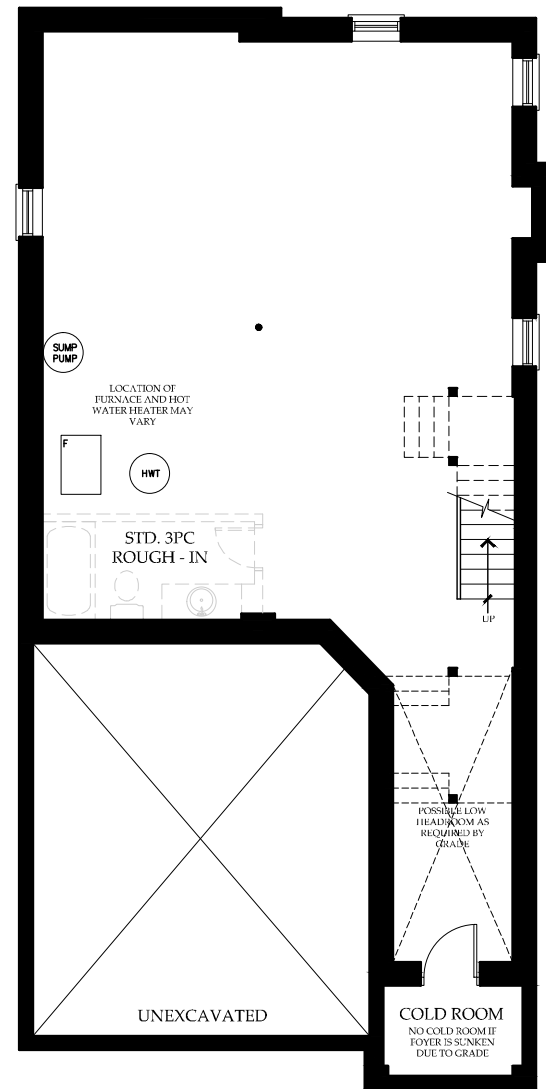 SUMP
PUMP
LOCATION OF
FURNACE AND HOT
WATER HEATER MAY
VARY
F
HWT
STD. 3PC
ROUGH - IN
UP
POSSIBLE LOW
HEADROOM AS
REQUIRED BY
GRADE
UNEXCAVATED
COLD ROOM
NO COLD ROOM IF
FOYER IS SUNKEN
DUE TO GRADE